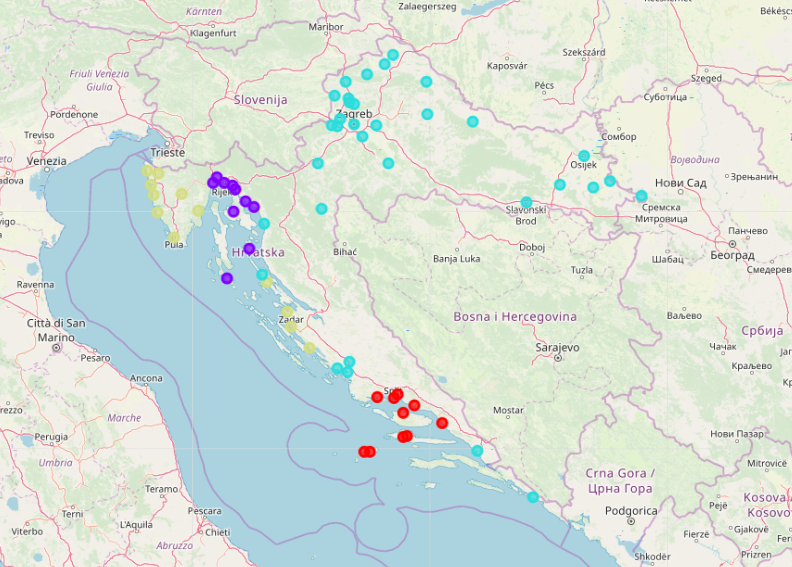 Kärnten
Klagenfurt
Maribor
Zalaegerszeg
Kaposvár
Szekszárd
Pécs
Szeged
Békés
Суботица
Сомбор
Friuli Venezia
Giulia
Pordenone
Treviso
Venezia
Trieste
Slovenija
Zagreb
Osijek
Војводина
Нови Сад
Зрењанин
Сремска
Митровица
Slavonski
Brod
Pula
Hrvatska
Bihać
Banja Luka
Doboj
Tuzla
Шабац
Панчево
Београд
Смедерево
Ravenna
Città di San
Marino
Pesaro
Ancona
Zadar
Bosna i Hercegovina
Sarajevo
Ваљево
Чачак
Србија
Краљево
Marche
Perugia
Umbria
Mostar
Нови Пазар
Mitrovicë
Teramo
Terni
Pescara
L'Aquila
Chieti
Viterbo
Abruzzo
Crna Gora /
Црна Гора
Podgorica
Pejë
Kosova
Kosovo
Gjakovë
Fierzë
Prizren
Shkodër